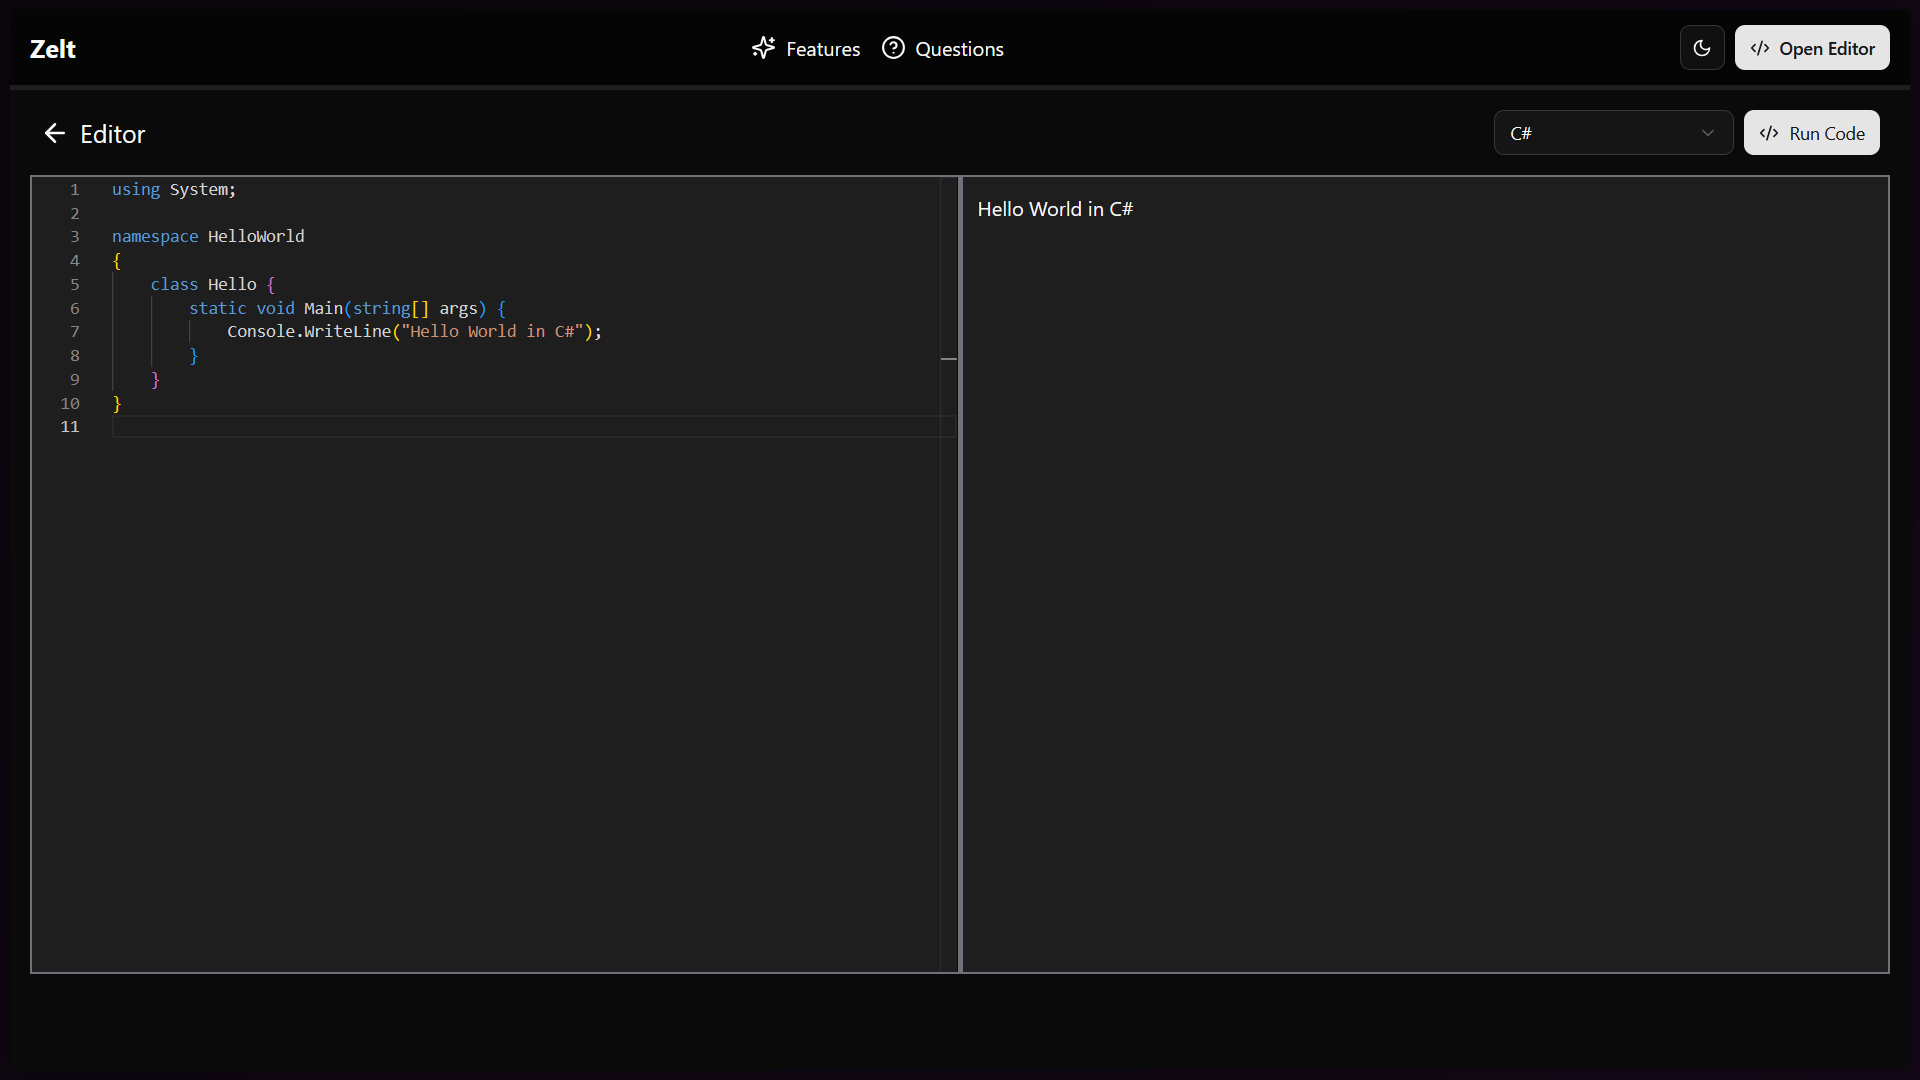 Zelt
Features
Questions
Open Editor
Editor
C#
Run Code
1 using System;
2
3 namespace HelloWorld
4 {
5     class Hello {
6         static void Main(string[] args) {
7             Console.WriteLine("Hello World in C#");
8         }
9     }
10 }
11
Hello World in C#